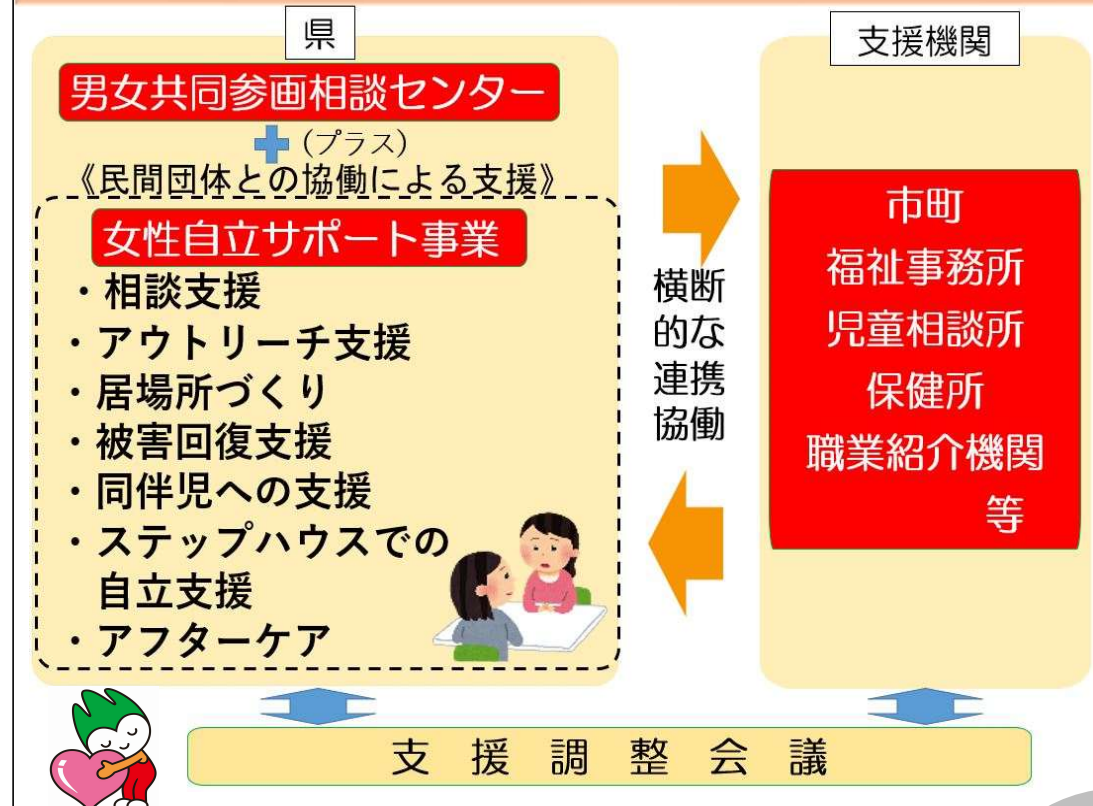 県
男女共同参画相談センター
(プラス)
《民間団体との協働による支援》
女性自立サポート事業
・相談支援
・アウトリーチ支援
・居場所づくり
・被害回復支援
・同伴児への支援
・ステップハウスでの
自立支援
・アフターケア
横断
的な
連携
協働
支援機関
市町
福祉事務所
児童相談所
保健所
職業紹介機関
等
支援調整会議